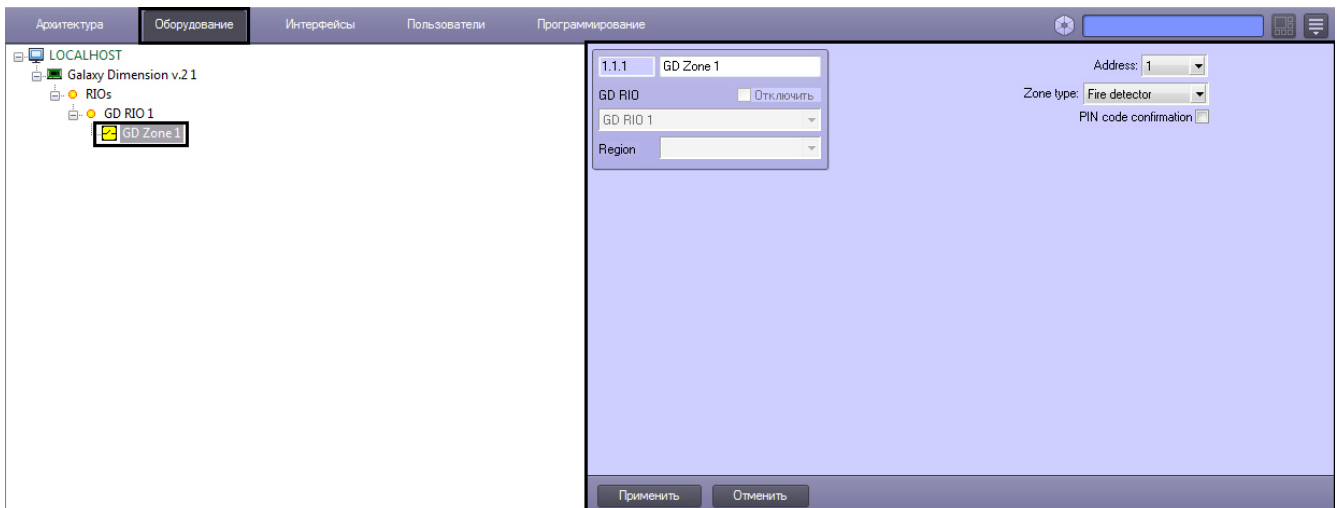 Архитектура Оборудование Интерфейсы Пользователи Программирование
LOCALHOST
Galaxy Dimension v.2 1
RIOs
GD RIO 1
GD Zone 1
1.1.1 GD Zone 1
GD RIO Отключить
GD RIO 1
Region
Address: 1
Zone type: Fire detector
PIN code confirmation
Применить Отменить